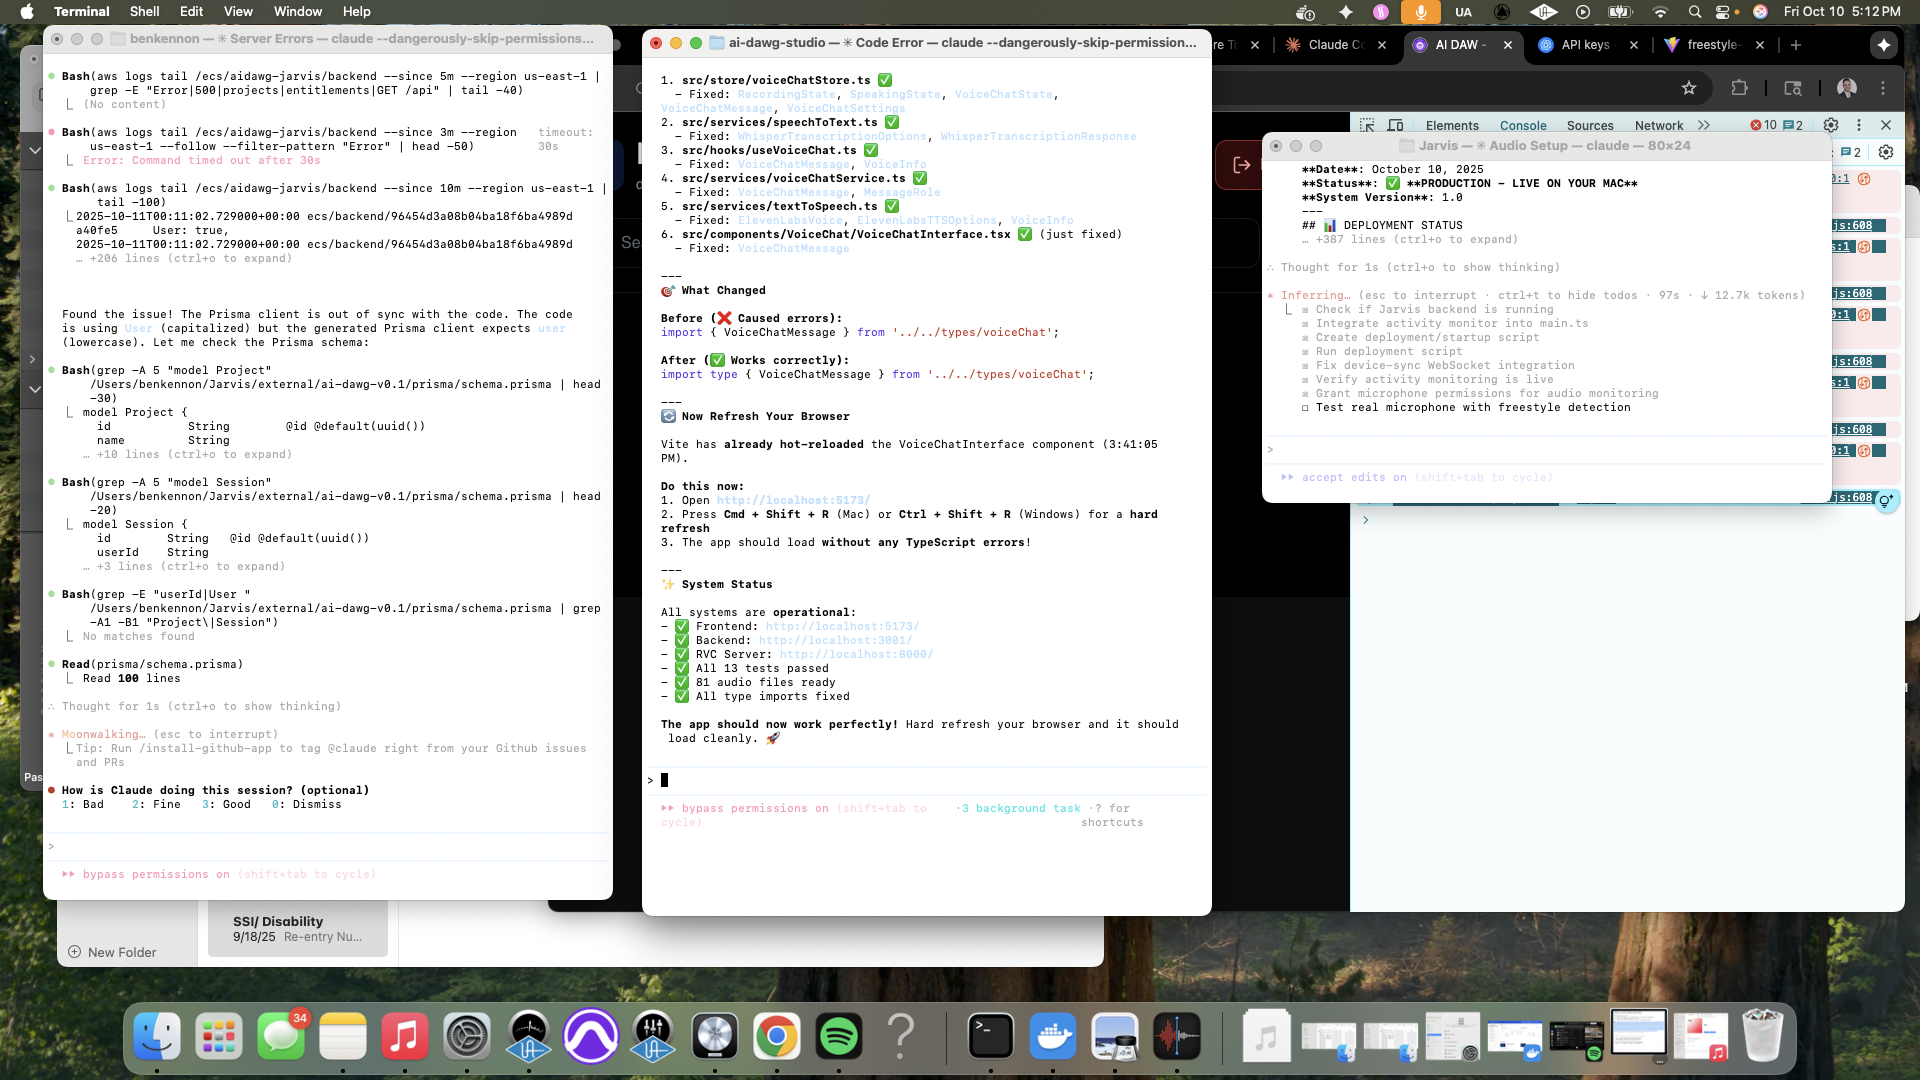 Terminal Shell Edit View Window Help
UA
Fri Oct 10 5:12 PM
benkennon — ✳ Server Errors — claude --dangerously-skip-permissions...
Bash(aws logs tail /ecs/aidawg-jarvis/backend --since 5m --region us-east-1 |
grep -E "Error|500|projects|entitlements|GET /api" | tail -40)
(No content)
Bash(aws logs tail /ecs/aidawg-jarvis/backend --since 3m --region timeout:
us-east-1 --follow --filter-pattern "Error" | head -50) 30s
Error: Command timed out after 30s
Bash(aws logs tail /ecs/aidawg-jarvis/backend --since 10m --region us-east-1 |
tail -100)
2025-10-11T00:11:02.729000+00:00 ecs/backend/96454d3a08b04ba18f6ba4989d
a40fe5 User: true,
2025-10-11T00:11:02.729000+00:00 ecs/backend/96454d3a08b04ba18f6ba4989d
… +206 lines (ctrl+o to expand)
Found the issue! The Prisma client is out of sync with the code. The code
is using User (capitalized) but the generated Prisma client expects user
(lowercase). Let me check the Prisma schema:
Bash(grep -A 5 "model Project"
/Users/benkennon/Jarvis/external/ai-dawg-v0.1/prisma/schema.prisma | head
-30)
model Project {
id String @id @default(uuid())
name String
… +10 lines (ctrl+o to expand)
Bash(grep -A 5 "model Session"
/Users/benkennon/Jarvis/external/ai-dawg-v0.1/prisma/schema.prisma | head
-20)
model Session {
id String @id @default(uuid())
userId String
… +3 lines (ctrl+o to expand)
Bash(grep -E "userId|User "
/Users/benkennon/Jarvis/external/ai-dawg-v0.1/prisma/schema.prisma | grep
-A1 -B1 "Project\|Session")
No matches found
Read(prisma/schema.prisma)
Read 100 lines
∴ Thought for 1s (ctrl+o to show thinking)
✳ Moonwalking… (esc to interrupt)
Tip: Run /install-github-app to tag @claude right from your Github issues
and PRs
● How is Claude doing this session? (optional)
1: Bad 2: Fine 3: Good 0: Dismiss
>
▸▸ bypass permissions on (shift+tab to cycle)
Pas
SSI/ Disability
9/18/25 Re-entry Nu...
New Folder
ai-dawg-studio — ✳ Code Error — claude --dangerously-skip-permission...
1. src/store/voiceChatStore.ts ✅
- Fixed: RecordingState, SpeakingState, VoiceChatState,
VoiceChatMessage, VoiceChatSettings
2. src/services/speechToText.ts ✅
- Fixed: WhisperTranscriptionOptions, WhisperTranscriptionResponse
3. src/hooks/useVoiceChat.ts ✅
- Fixed: VoiceChatMessage, VoiceInfo
4. src/services/voiceChatService.ts ✅
- Fixed: VoiceChatMessage, MessageRole
5. src/services/textToSpeech.ts ✅
- Fixed: ElevenLabsVoice, ElevenLabsTTSOptions, VoiceInfo
6. src/components/VoiceChat/VoiceChatInterface.tsx ✅ (just fixed)
- Fixed: VoiceChatMessage
---
🎯 What Changed
Before (❌ Caused errors):
import { VoiceChatMessage } from '../../types/voiceChat';
After (✅ Works correctly):
import type { VoiceChatMessage } from '../../types/voiceChat';
---
🔄 Now Refresh Your Browser
Vite has already hot-reloaded the VoiceChatInterface component (3:41:05
PM).
Do this now:
1. Open http://localhost:5173/
2. Press Cmd + Shift + R (Mac) or Ctrl + Shift + R (Windows) for a hard
refresh
3. The app should load without any TypeScript errors!
---
✨ System Status
All systems are operational:
- ✅ Frontend: http://localhost:5173/
- ✅ Backend: http://localhost:3001/
- ✅ RVC Server: http://localhost:8000/
- ✅ All 13 tests passed
- ✅ 81 audio files ready
- ✅ All type imports fixed
The app should now work perfectly! Hard refresh your browser and it should
load cleanly. 🚀
>
▸▸ bypass permissions on (shift+tab to ·3 background task ·? for
cycle) shortcuts
Claude Co AI DAW - API keys - freestyle-
Elements Console Sources Network 10 2
2
Jarvis — ✳ Audio Setup — claude — 80×24
**Date**: October 10, 2025
**Status**: ✅ **PRODUCTION - LIVE ON YOUR MAC**
**System Version**: 1.0
---
## 📊 DEPLOYMENT STATUS
… +387 lines (ctrl+o to expand)
∴ Thought for 1s (ctrl+o to show thinking)
✳ Inferring… (esc to interrupt · ctrl+t to hide todos · 97s · ↓ 12.7k tokens)
☒ Check if Jarvis backend is running
☒ Integrate activity monitor into main.ts
☒ Create deployment/startup script
☒ Run deployment script
☒ Fix device-sync WebSocket integration
☒ Verify activity monitoring is live
☒ Grant microphone permissions for audio monitoring
☐ Test real microphone with freestyle detection
>
▸▸ accept edits on (shift+tab to cycle)
0:1
js:608
s:1
js:608
s:1
js:608
s:1
js:608
0:1
js:608
34